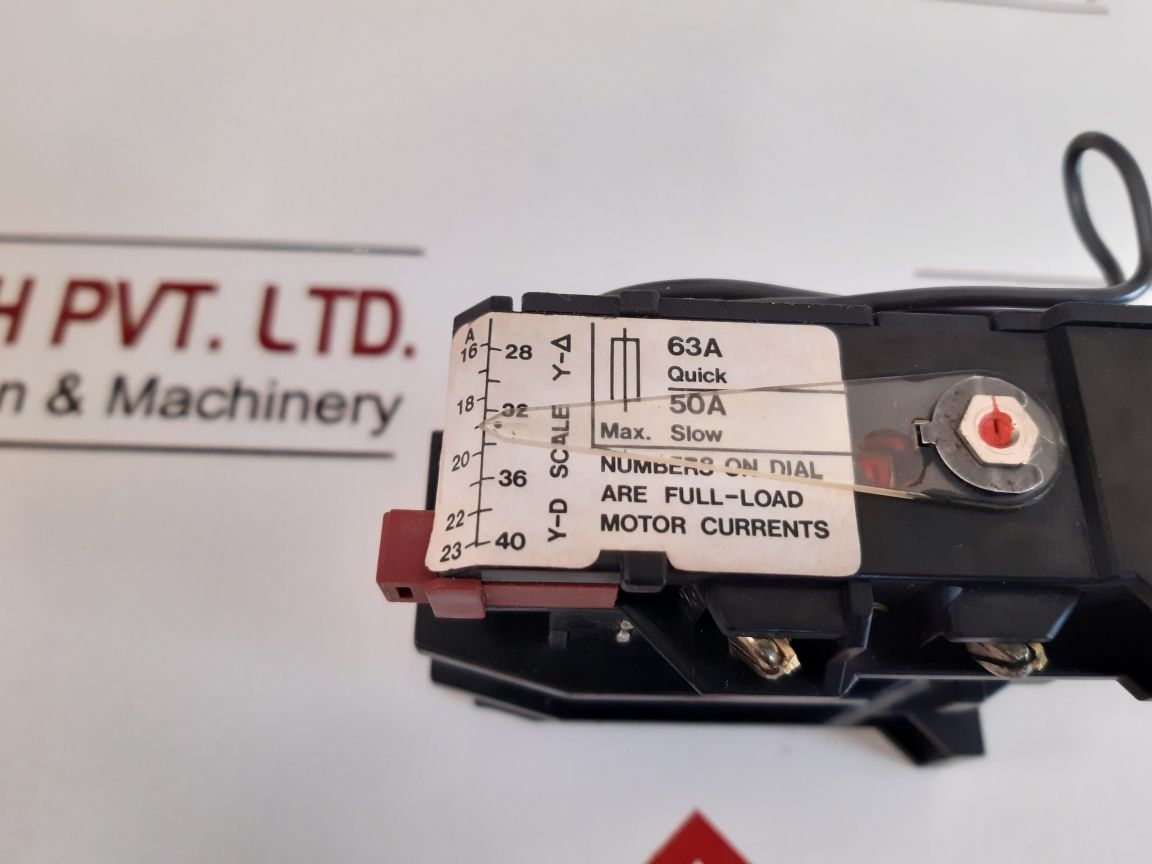 H PVT. LTD.
n & Machinery
A
16
18
20
22
23
28
32
36
40
Y-D SCALE Y-Δ
63A
Quick
50A
Max. Slow
NUMBERS ON DIAL
ARE FULL-LOAD
MOTOR CURRENTS